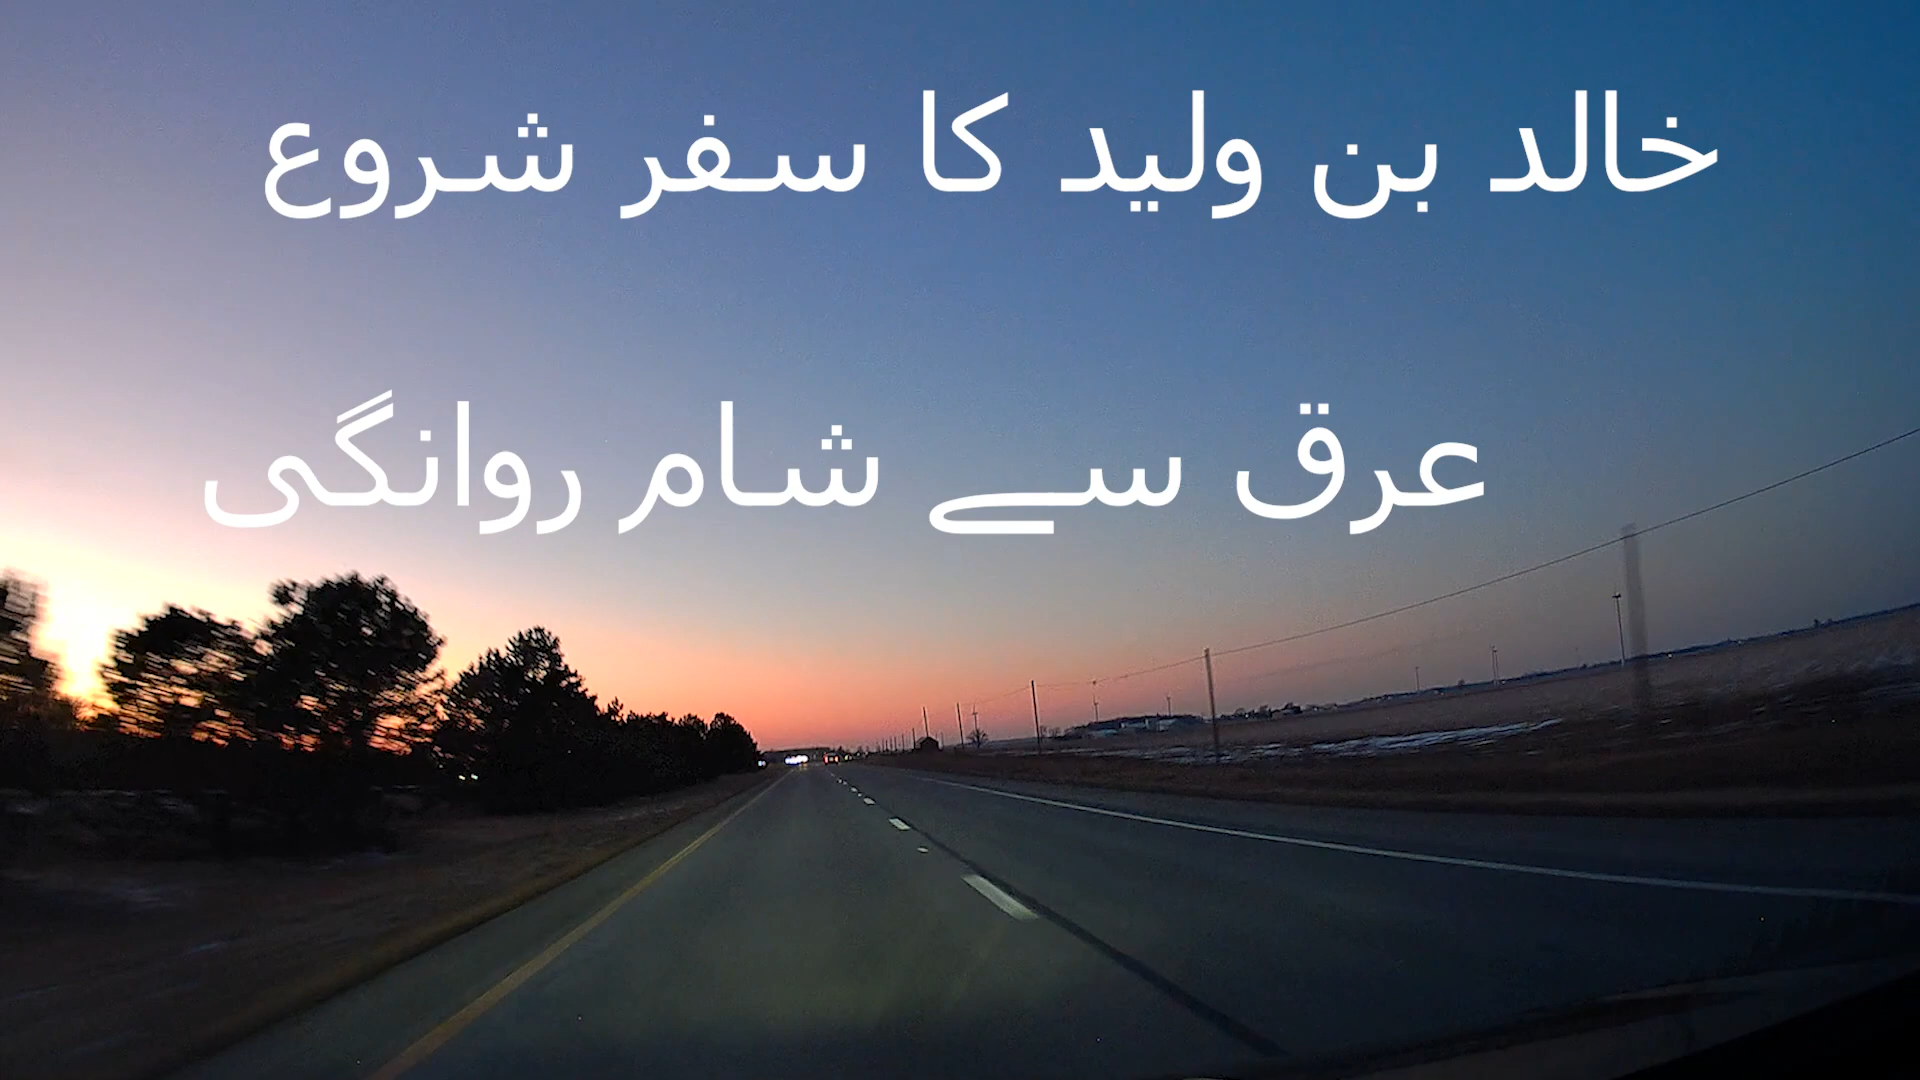 خالد بن ولید کا سفر شروع
عرق سے شام روانگی